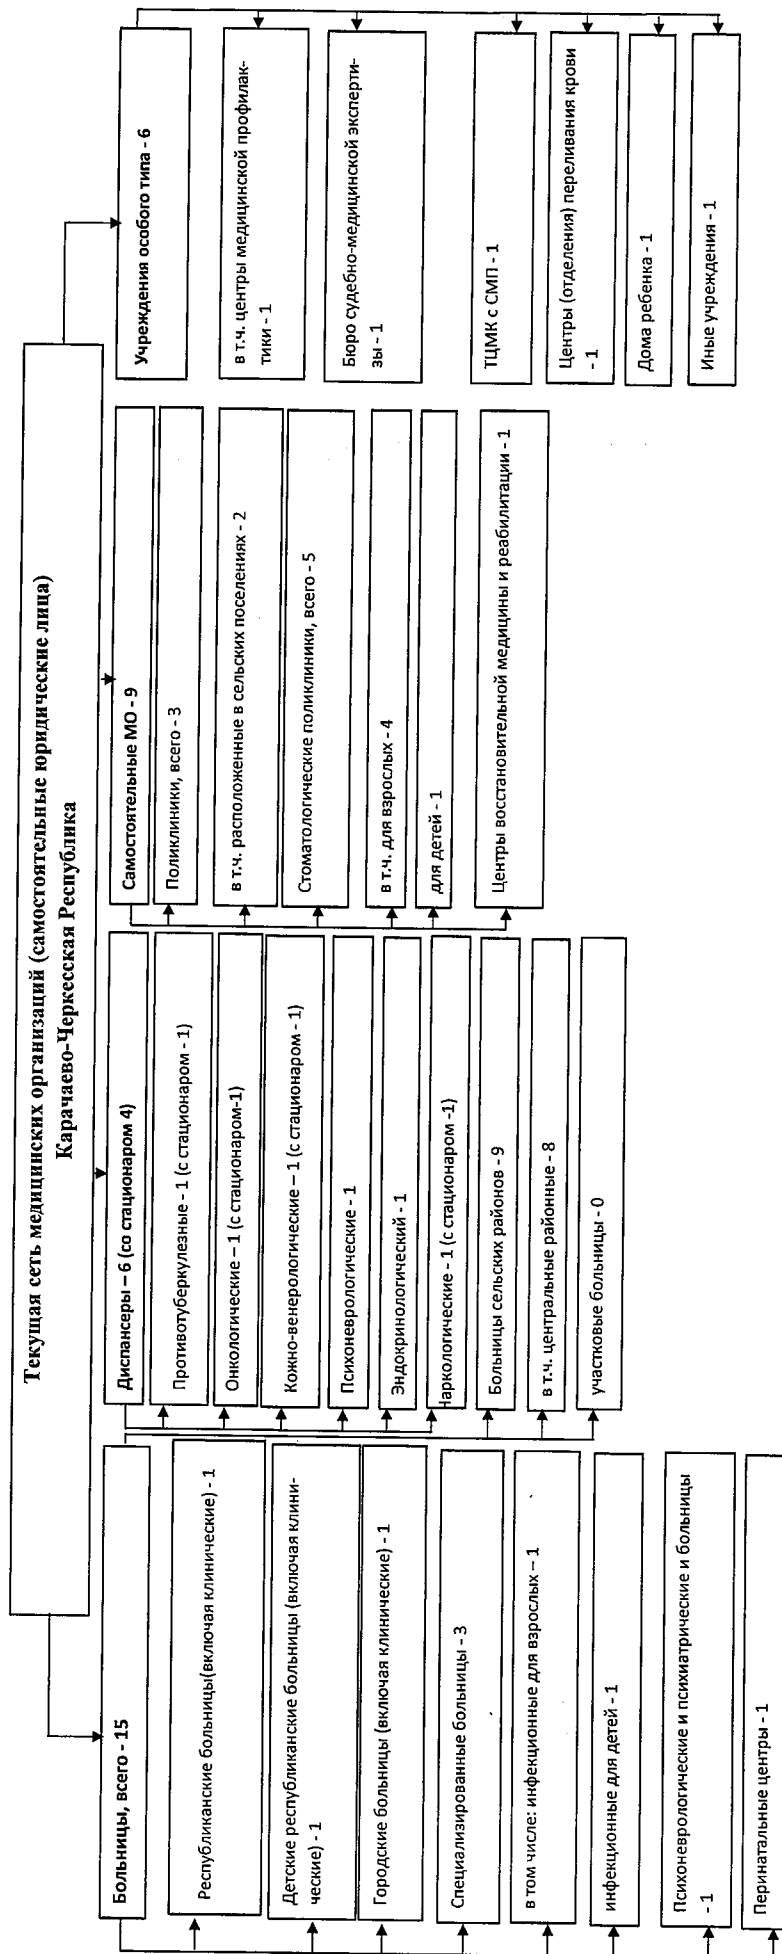 Текущая сеть медицинских организаций (самостоятельные юридические лица)
Карачаево-Черкесская Республика
Больницы, всего - 15
Республиканские больницы(включая клинические) - 1
Детские республиканские больницы (включая клини-
ческие) - 1
Городские больницы (включая клинические) - 1
Специализированные больницы - 3
в том числе: инфекционные для взрослых – 1
инфекционные для детей - 1
Психоневрологические и психиатрические и больницы
- 1
Перинатальные центры - 1
Диспансеры – 6 (со стационаром 4)
Противотуберкулезные - 1 (с стационаром - 1)
Онкологические – 1 (с стационаром-1)
Кожно-венерологические – 1 (с стационаром - 1)
Психоневрологические - 1
Эндокринологический - 1
Наркологические - 1 (с стационаром -1)
Больницы сельских районов - 9
в т.ч. центральные районные - 8
участковые больницы - 0
Самостоятельные МО - 9
Поликлиники, всего - 3
в т.ч. расположенные в сельских поселениях - 2
Стоматологические поликлиники, всего - 5
в т.ч. для взрослых - 4
для детей - 1
Центры восстановительной медицины и реабилитации - 1
Учреждения особого типа - 6
в т.ч. центры медицинской профилак-
тики - 1
Бюро судебно-медицинской эксперти-
зы – 1
ТЦМК с СМП - 1
Центры (отделения) переливания крови
- 1
Дома ребенка - 1
Иные учреждения - 1